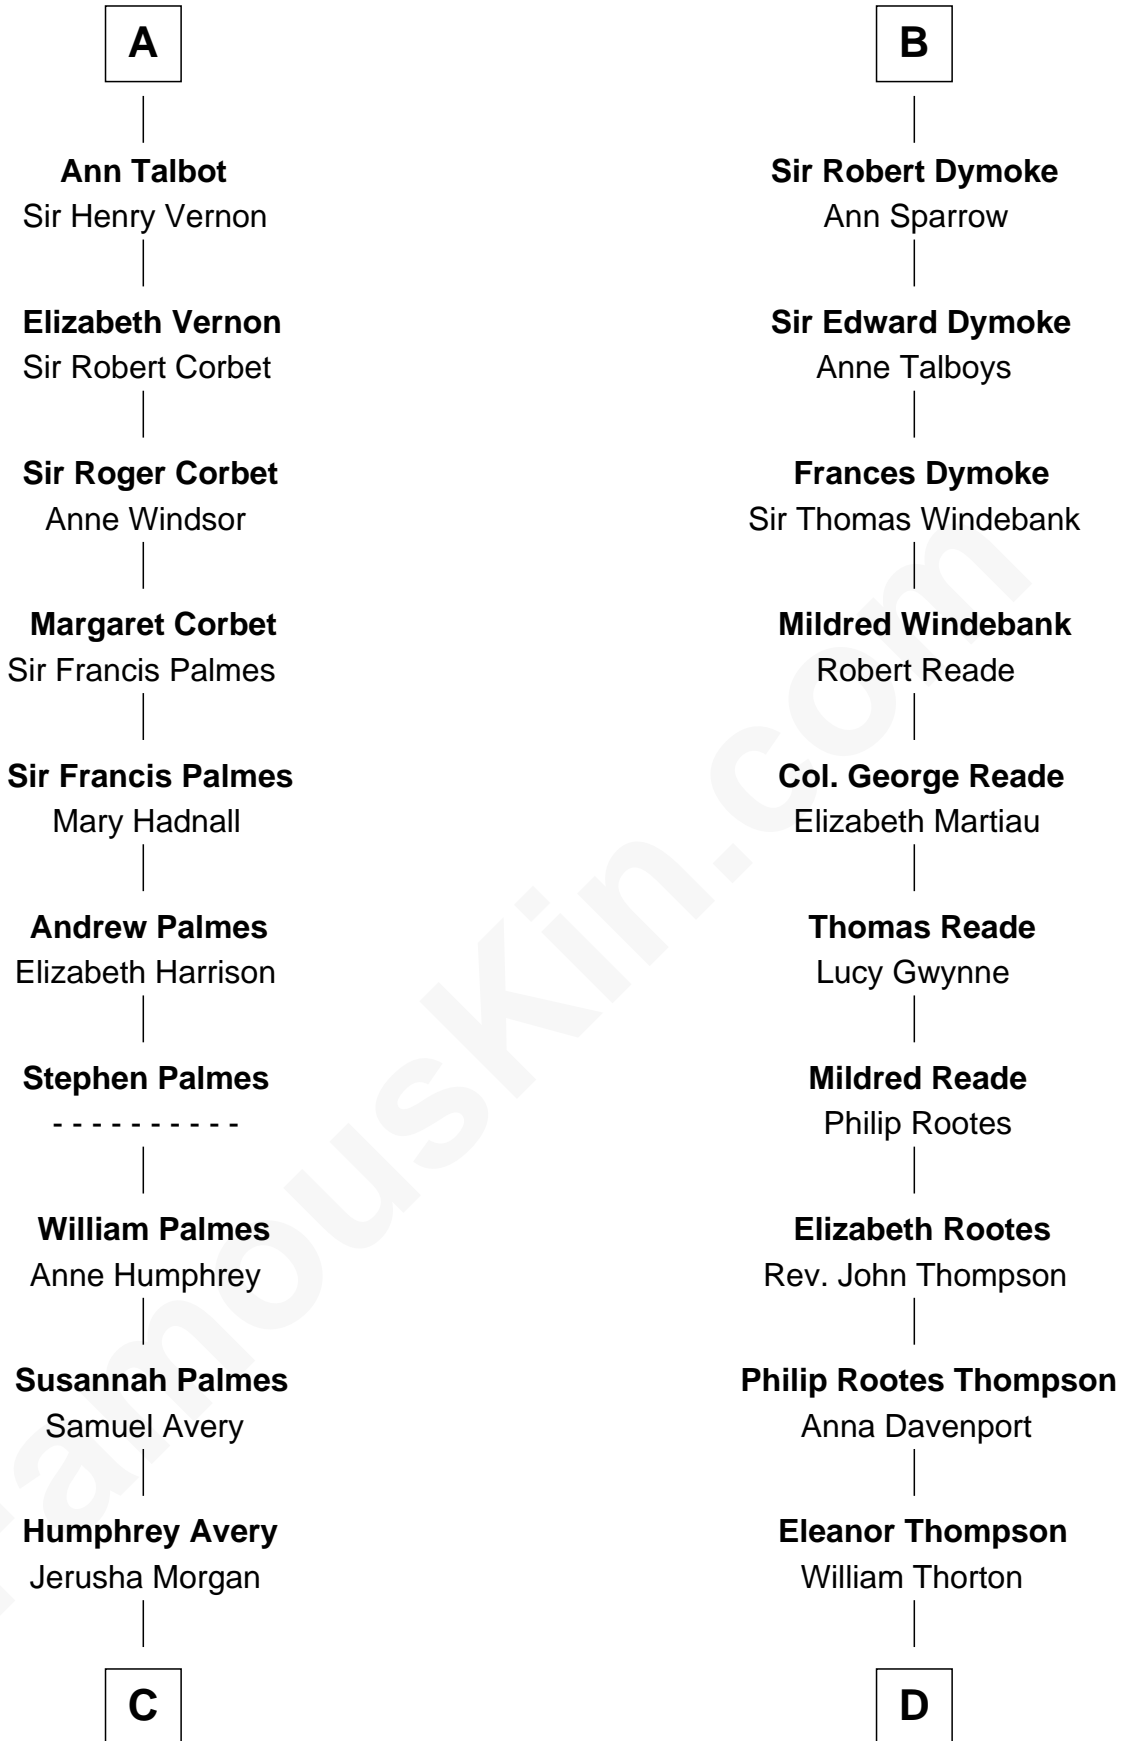 A
Ann Talbot
Sir Henry Vernon
Elizabeth Vernon
Sir Robert Corbet
Sir Roger Corbet
Anne Windsor
Margaret Corbet
Sir Francis Palmes
Sir Francis Palmes
Mary Hadnall
Andrew Palmes
Elizabeth Harrison
Stephen Palmes
- - - - - - - - - -
William Palmes
Anne Humphrey
Susannah Palmes
Samuel Avery
Humphrey Avery
Jerusha Morgan
C
B
Sir Robert Dymoke
Ann Sparrow
Sir Edward Dymoke
Anne Talboys
Frances Dymoke
Sir Thomas Windebank
Mildred Windebank
Robert Reade
Col. George Reade
Elizabeth Martiau
Thomas Reade
Lucy Gwynne
Mildred Reade
Philip Rootes
Elizabeth Rootes
Rev. John Thompson
Philip Rootes Thompson
Anna Davenport
Eleanor Thompson
William Thorton
D
FamousKin.com